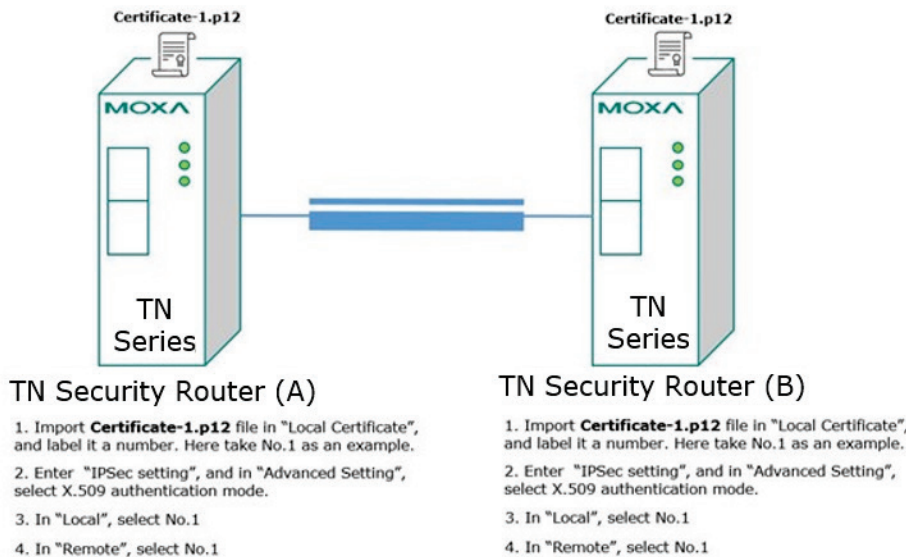 Certificate-1.p12
MOXA
TN
Series
TN Security Router (A)
1. Import Certificate-1.p12 file in "Local Certificate",
and label it a number. Here take No.1 as an example.
2. Enter "IPSec setting", and in "Advanced Setting",
select X.509 authentication mode.
3. In "Local", select No.1
4. In "Remote", select No.1
Certificate-1.p12
MOXA
TN
Series
TN Security Router (B)
1. Import Certificate-1.p12 file in "Local Certificate",
and label it a number. Here take No.1 as an example.
2. Enter "IPSec setting", and in "Advanced Setting",
select X.509 authentication mode.
3. In "Local", select No.1
4. In "Remote", select No.1